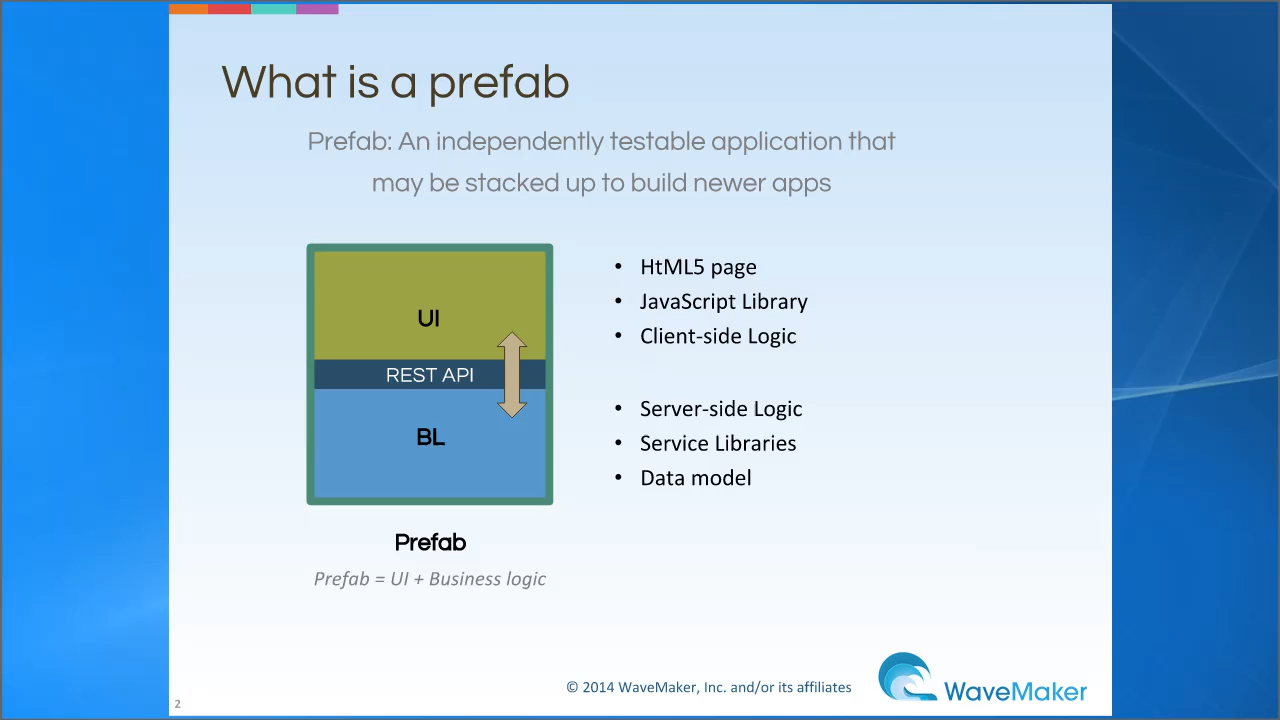 What is a prefab
Prefab: An independently testable application that
may be stacked up to build newer apps
UI
REST API
BL
• HtML5 page
• JavaScript Library
• Client-side Logic
• Server-side Logic
• Service Libraries
• Data model
Prefab
Prefab = UI + Business logic
© 2014 WaveMaker, Inc. and/or its affiliates
WaveMaker
2